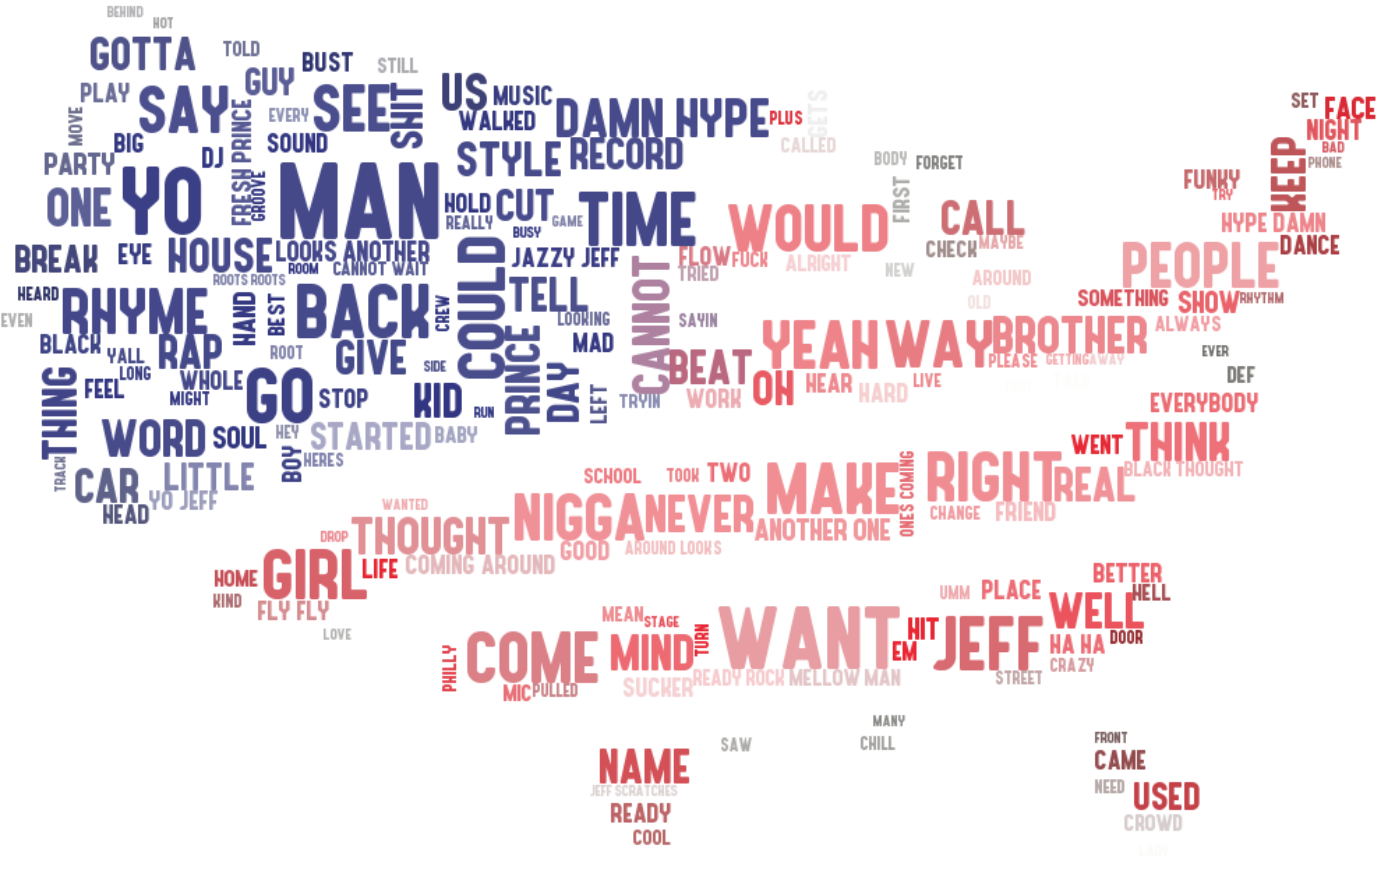 BEHIND
HOT
GOTTA
TOLD
BUST
STILL
PLAY
GUY
SAY
EVERY
SEE
SHIT
US
MUSIC
WALKED
DAMN HYPE
PLUS
GETS
CALLED
MOVE
BIG
DJ
FRESH PRINCE
SOUND
PARTY
STYLE
RECORD
ONE
YO
GROOVE
MAN
HOLD
REALLY
CUT
BUSY
GAME
TIME
WOULD
BODY
FORGET
FIRST
CALL
CHECK
MAYBE
SET
FACE
NIGHT
BAD
PHONE
KEEP
FUNKY
TRY
HYPE DAMN
DANCE
PEOPLE
BREAK
EYE
HOUSE
LOOKS ANOTHER
ROOM
CANNOT WAIT
ROOTS ROOTS
COULD
JAZZY JEFF
FLOW
FUCK
TRIED
ALRIGHT
NEW
AROUND
OLD
SOMETHING
SHOW
RHYTHM
ALWAYS
HEARD
EVEN
RHYME
HAND
BEST
BACK
CREW
TELL
LOOKING
CANNOT
SAYIN
YEAH
WAY
BROTHER
PLEASE
GETTING
AWAY
EVER
DEF
BLACK
YALL
LONG
RAP
ROOT
GIVE
SIDE
PRINCE
MAD
BEAT
OH
HEAR
HARD
LIVE
WORK
THING
FEEL
MIGHT
WHOLE
GO
STOP
KID
RUN
DAY
LEFT
TRYIN
EVERYBODY
WORD
SOUL
HEY
STARTED
BABY
BOY
HERES
WENT
THINK
BLACK THOUGHT
TRACK
CAR
LITTLE
YO JEFF
HEAD
SCHOOL
TOOK
TWO
MAKE
ONES COMING
RIGHT
REAL
CHANGE
FRIEND
WANTED
DROP
THOUGHT
NIGGA
NEVER
ANOTHER ONE
GOOD
AROUND LOOKS
HOME
KIND
GIRL
LIFE
COMING AROUND
FLY FLY
LOVE
UMM
PLACE
BETTER
HELL
MEAN
STAGE
TURN
WANT
HIT
EM
JEFF
WELL
HA HA
DOOR
CRAZY
PHILLY
COME
MIND
MIC
PULLED
SUCKER
READY ROCK
MELLOW MAN
STREET
MANY
SAW
CHILL
FRONT
CAME
NAME
JEFF SCRATCHES
READY
COOL
NEED
USED
CROWD
LADY